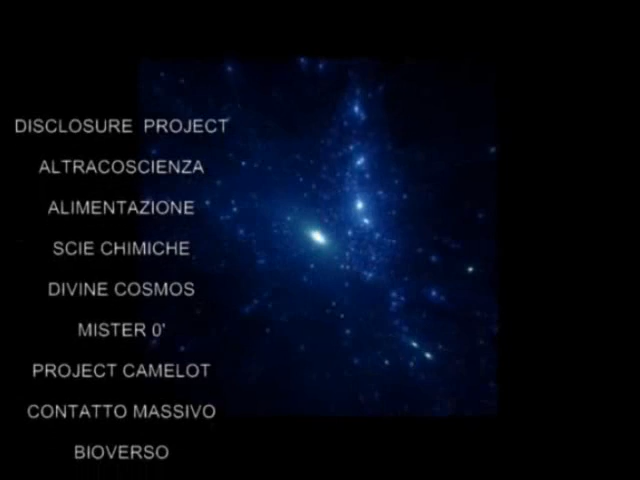 DISCLOSURE PROJECT
ALTRACOSCIENZA
ALIMENTAZIONE
SCIE CHIMICHE
DIVINE COSMOS
MISTER 0'
PROJECT CAMELOT
CONTATTO MASSIVO
BIOVERSO